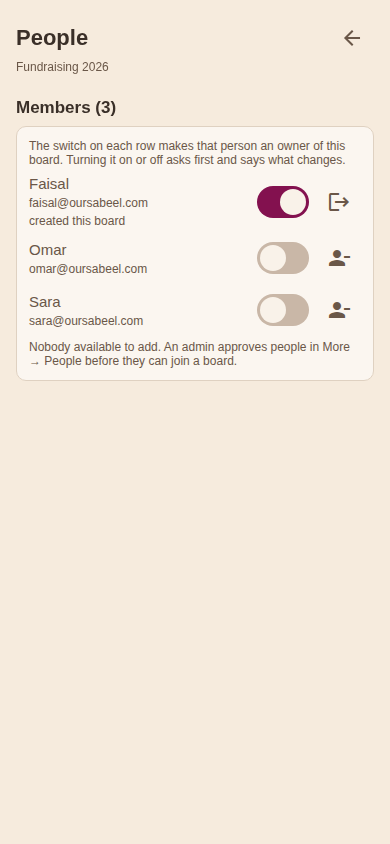 People
Fundraising 2026
Members (3)
The switch on each row makes that person an owner of this
board. Turning it on or off asks first and says what changes.
Faisal
faisal@oursabeel.com
created this board
Omar
omar@oursabeel.com
Sara
sara@oursabeel.com
Nobody available to add. An admin approves people in More
→ People before they can join a board.